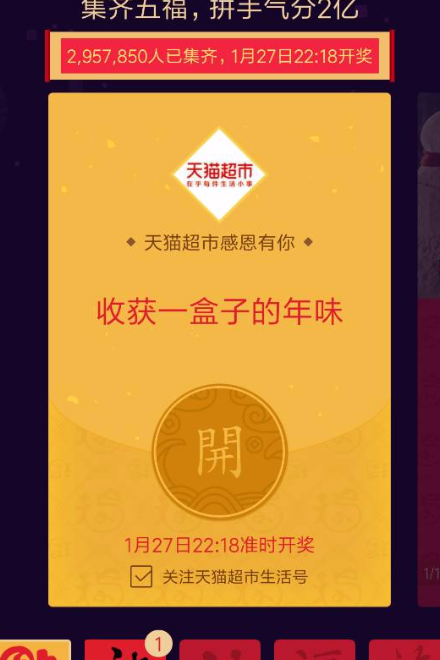 集齐五福，拼手气分2亿
2,957,850人已集齐，1月27日22:18开奖
天猫超市
在乎每件生活小事
天猫超市感恩有你
收获一盒子的年味
開
1月27日22:18准时开奖
关注天猫超市生活号
1